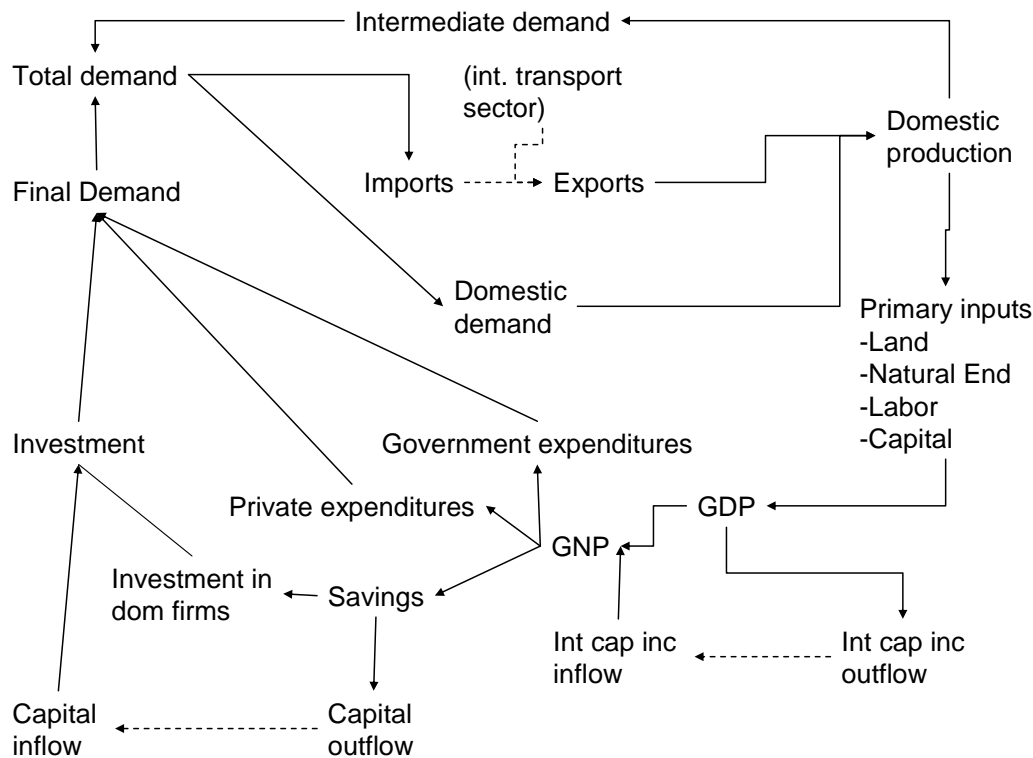 Intermediate demand
Total demand
(int. transport
sector)
Domestic
production
Imports
Exports
Final Demand
Domestic
demand
Primary inputs
-Land
-Natural End
-Labor
-Capital
Investment
Government expenditures
Private expenditures
GDP
GNP
Investment in
dom firms
Savings
Int cap inc
inflow
Int cap inc
outflow
Capital
inflow
Capital
outflow